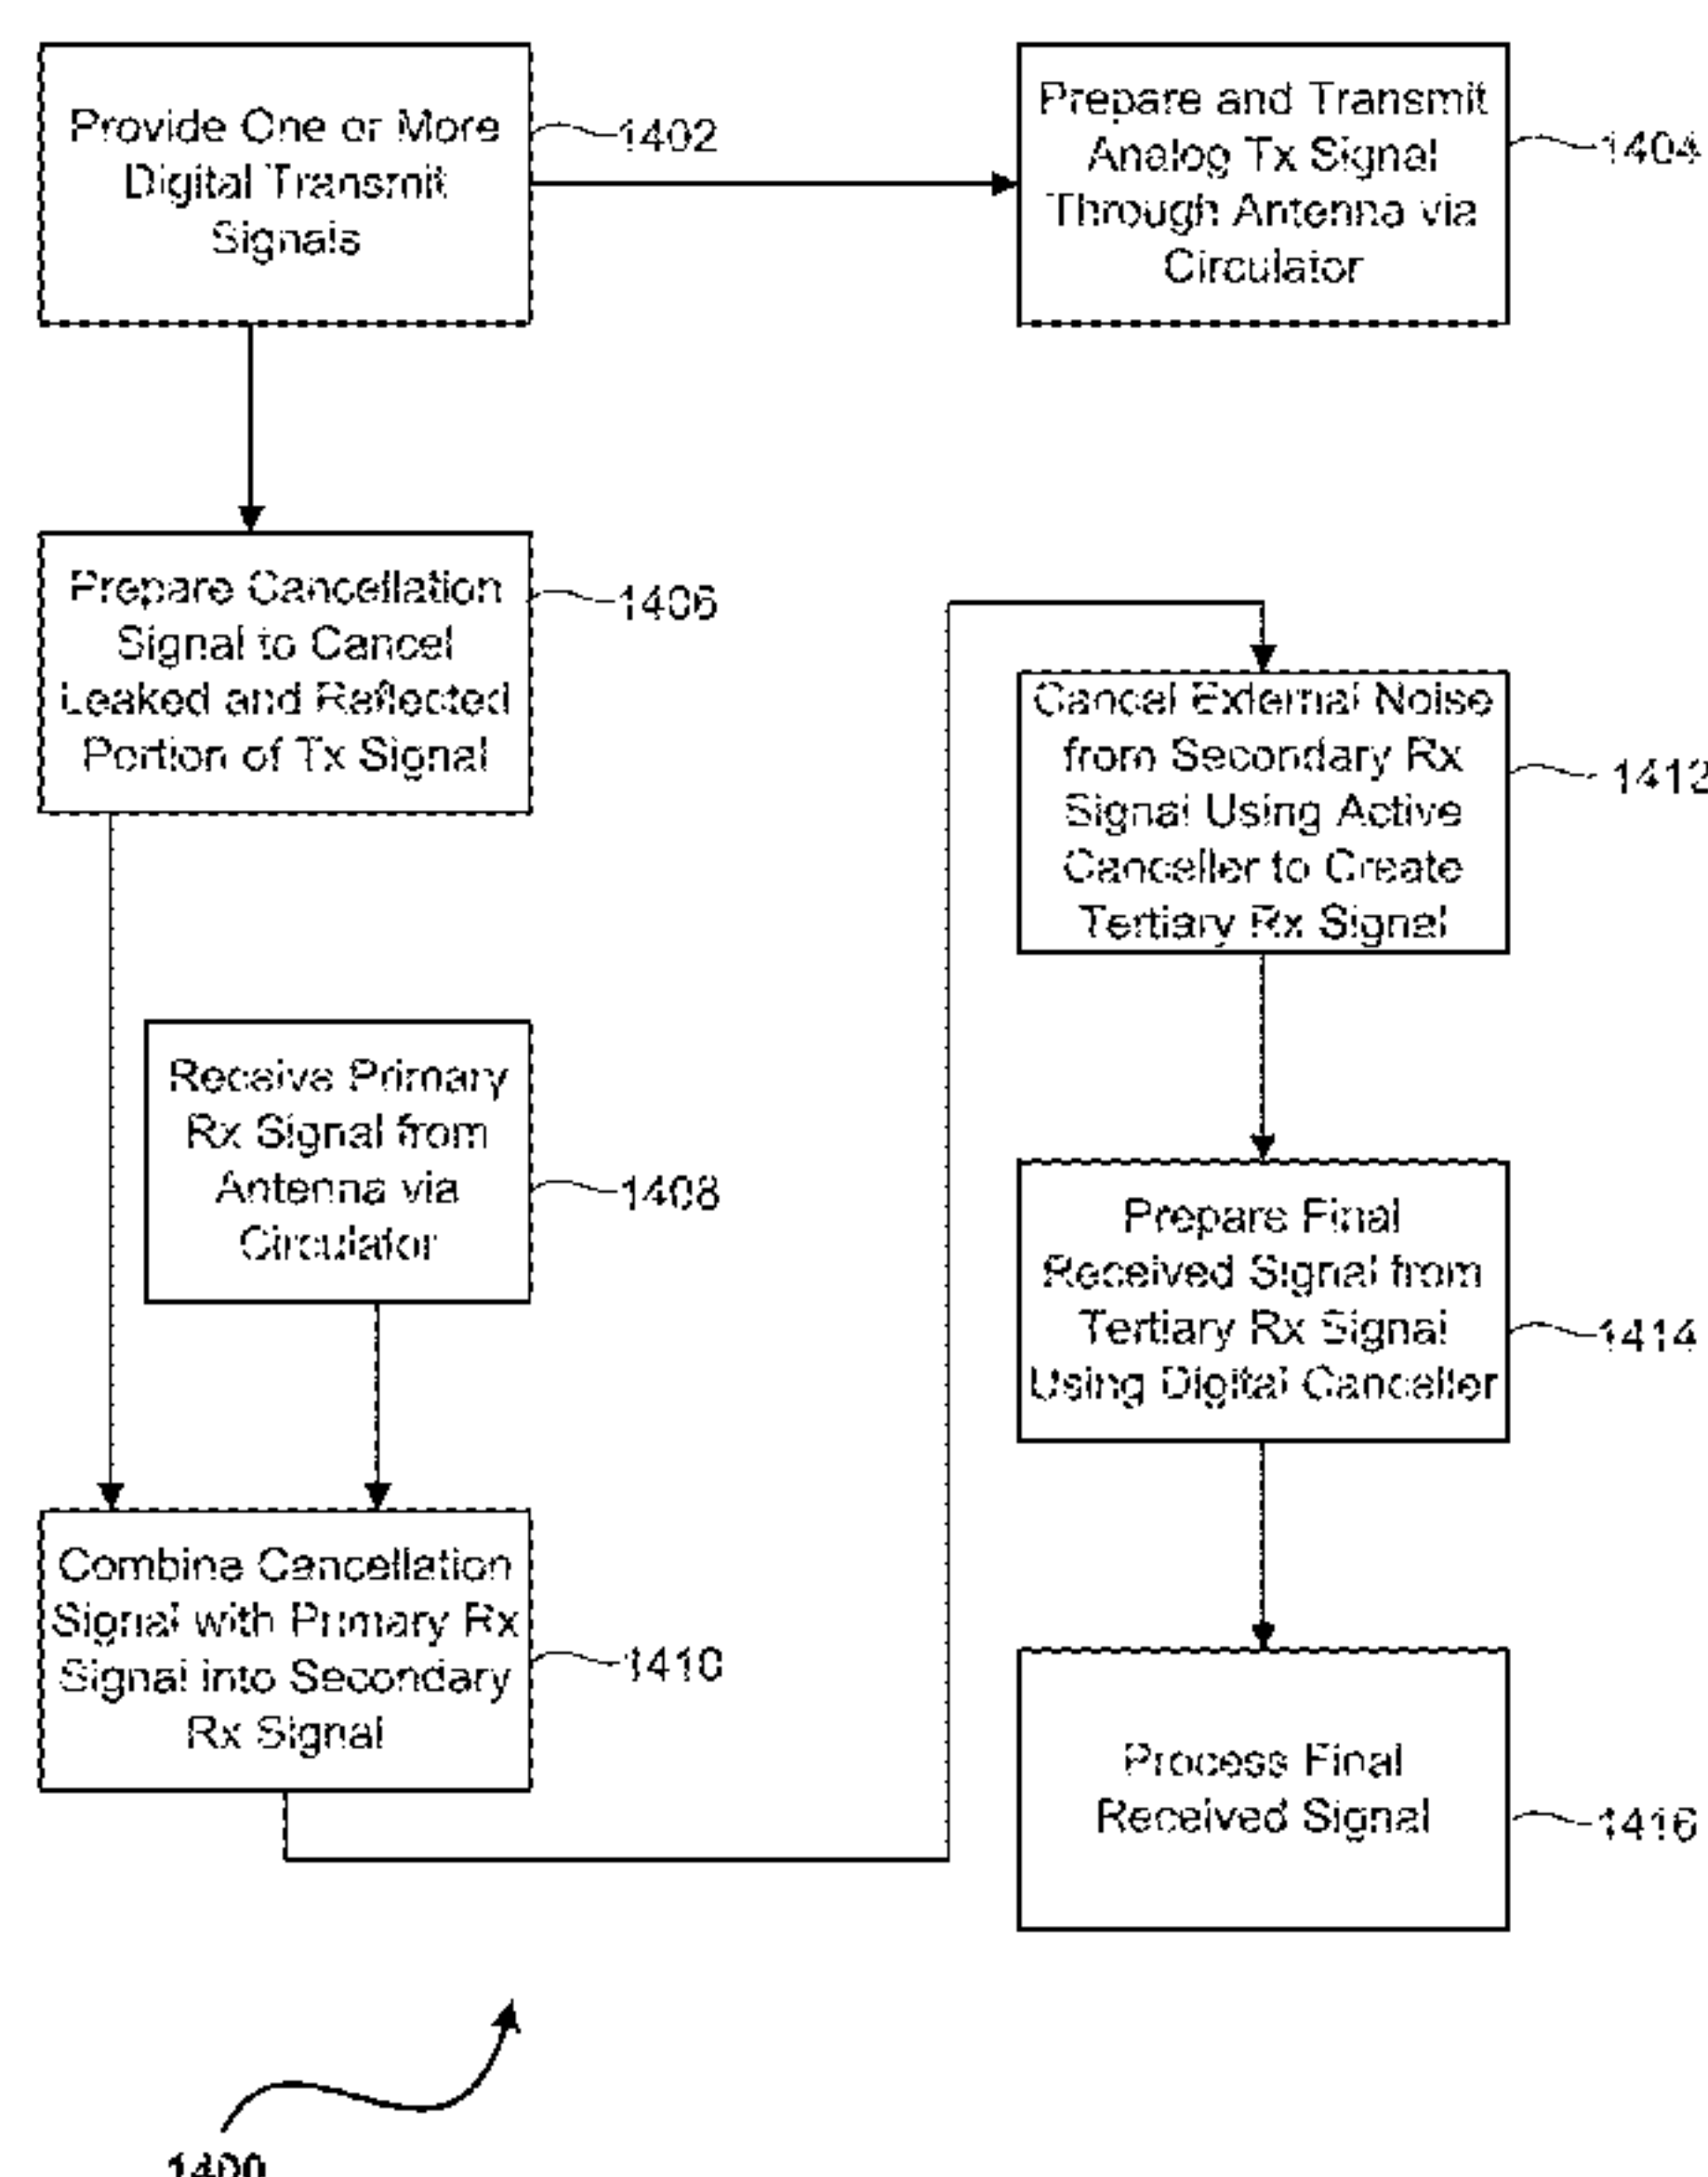 Provide One or More
Digital Transmit
Signals
1402
Prepare and Transmit
Analog Tx Signal
Through Antenna via
Circulator
1404
Prepare Cancellation
Signal to Cancel
Leaked and Reflected
Portion of Tx Signal
1406
Receive Primary
Rx Signal from
Antenna via
Circulator
1408
Combine Cancellation
Signal with Primary Rx
Signal into Secondary
Rx Signal
1410
Cancel External Noise
from Secondary Rx
Signal Using Active
Canceller to Create
Tertiary Rx Signal
1412
Prepare Final
Received Signal from
Tertiary Rx Signal
Using Digital Canceller
1414
Process Final
Received Signal
1416
1400